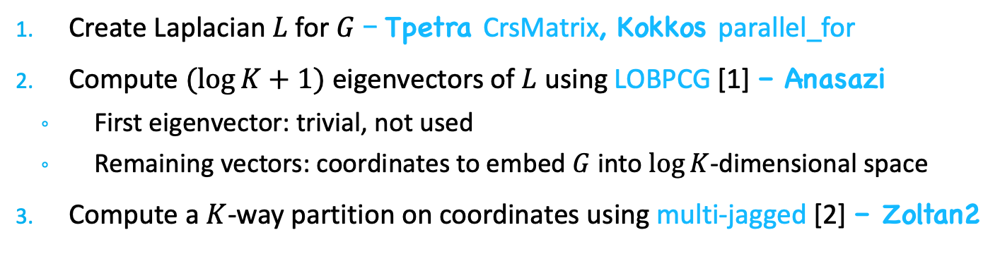 1. Create Laplacian L for G – Tpetra CrsMatrix, Kokkos parallel_for
2. Compute (log K + 1) eigenvectors of L using LOBPCG [1] – Anasazi
∘ First eigenvector: trivial, not used
∘ Remaining vectors: coordinates to embed G into log K-dimensional space
3. Compute a K-way partition on coordinates using multi-jagged [2] – Zoltan2